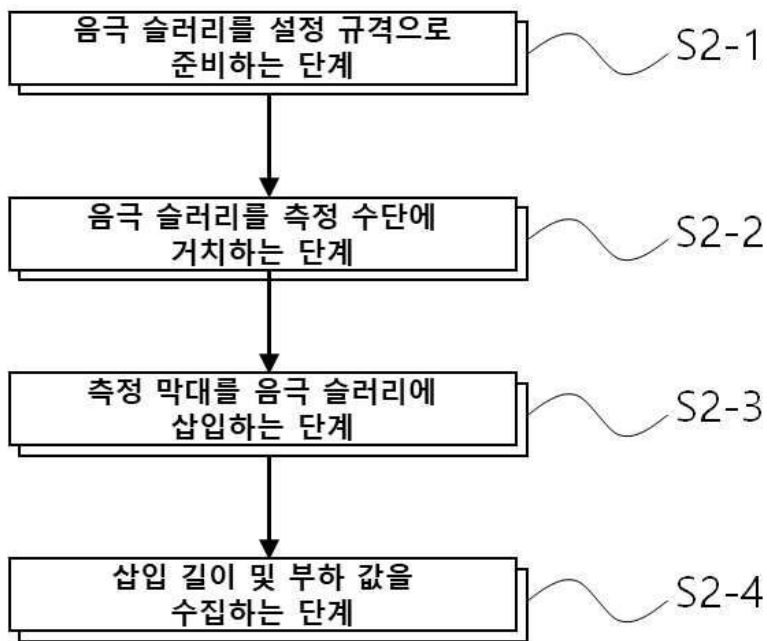 음극 슬러리를 설정 규격으로
준비하는 단계
S2-1
음극 슬러리를 측정 수단에
거치하는 단계
S2-2
측정 막대를 음극 슬러리에
삽입하는 단계
S2-3
삽입 길이 및 부하 값을
수집하는 단계
S2-4